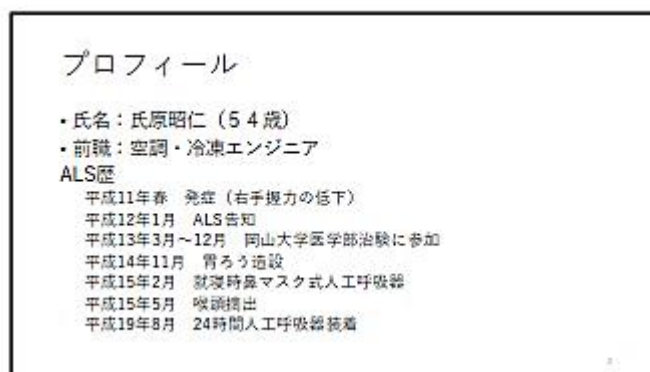 プロフィール
・氏名：氏原昭仁（５４歳）
・前職：空調・冷凍エンジニア
ALS歴
平成11年春　発症（右手握力の低下）
平成12年1月　ALS告知
平成13年3月～12月　岡山大学医学部治験に参加
平成14年11月　胃ろう造設
平成15年2月　就寝時鼻マスク式人工呼吸器
平成15年5月　喉頭摘出
平成19年8月　24時間人工呼吸器装着